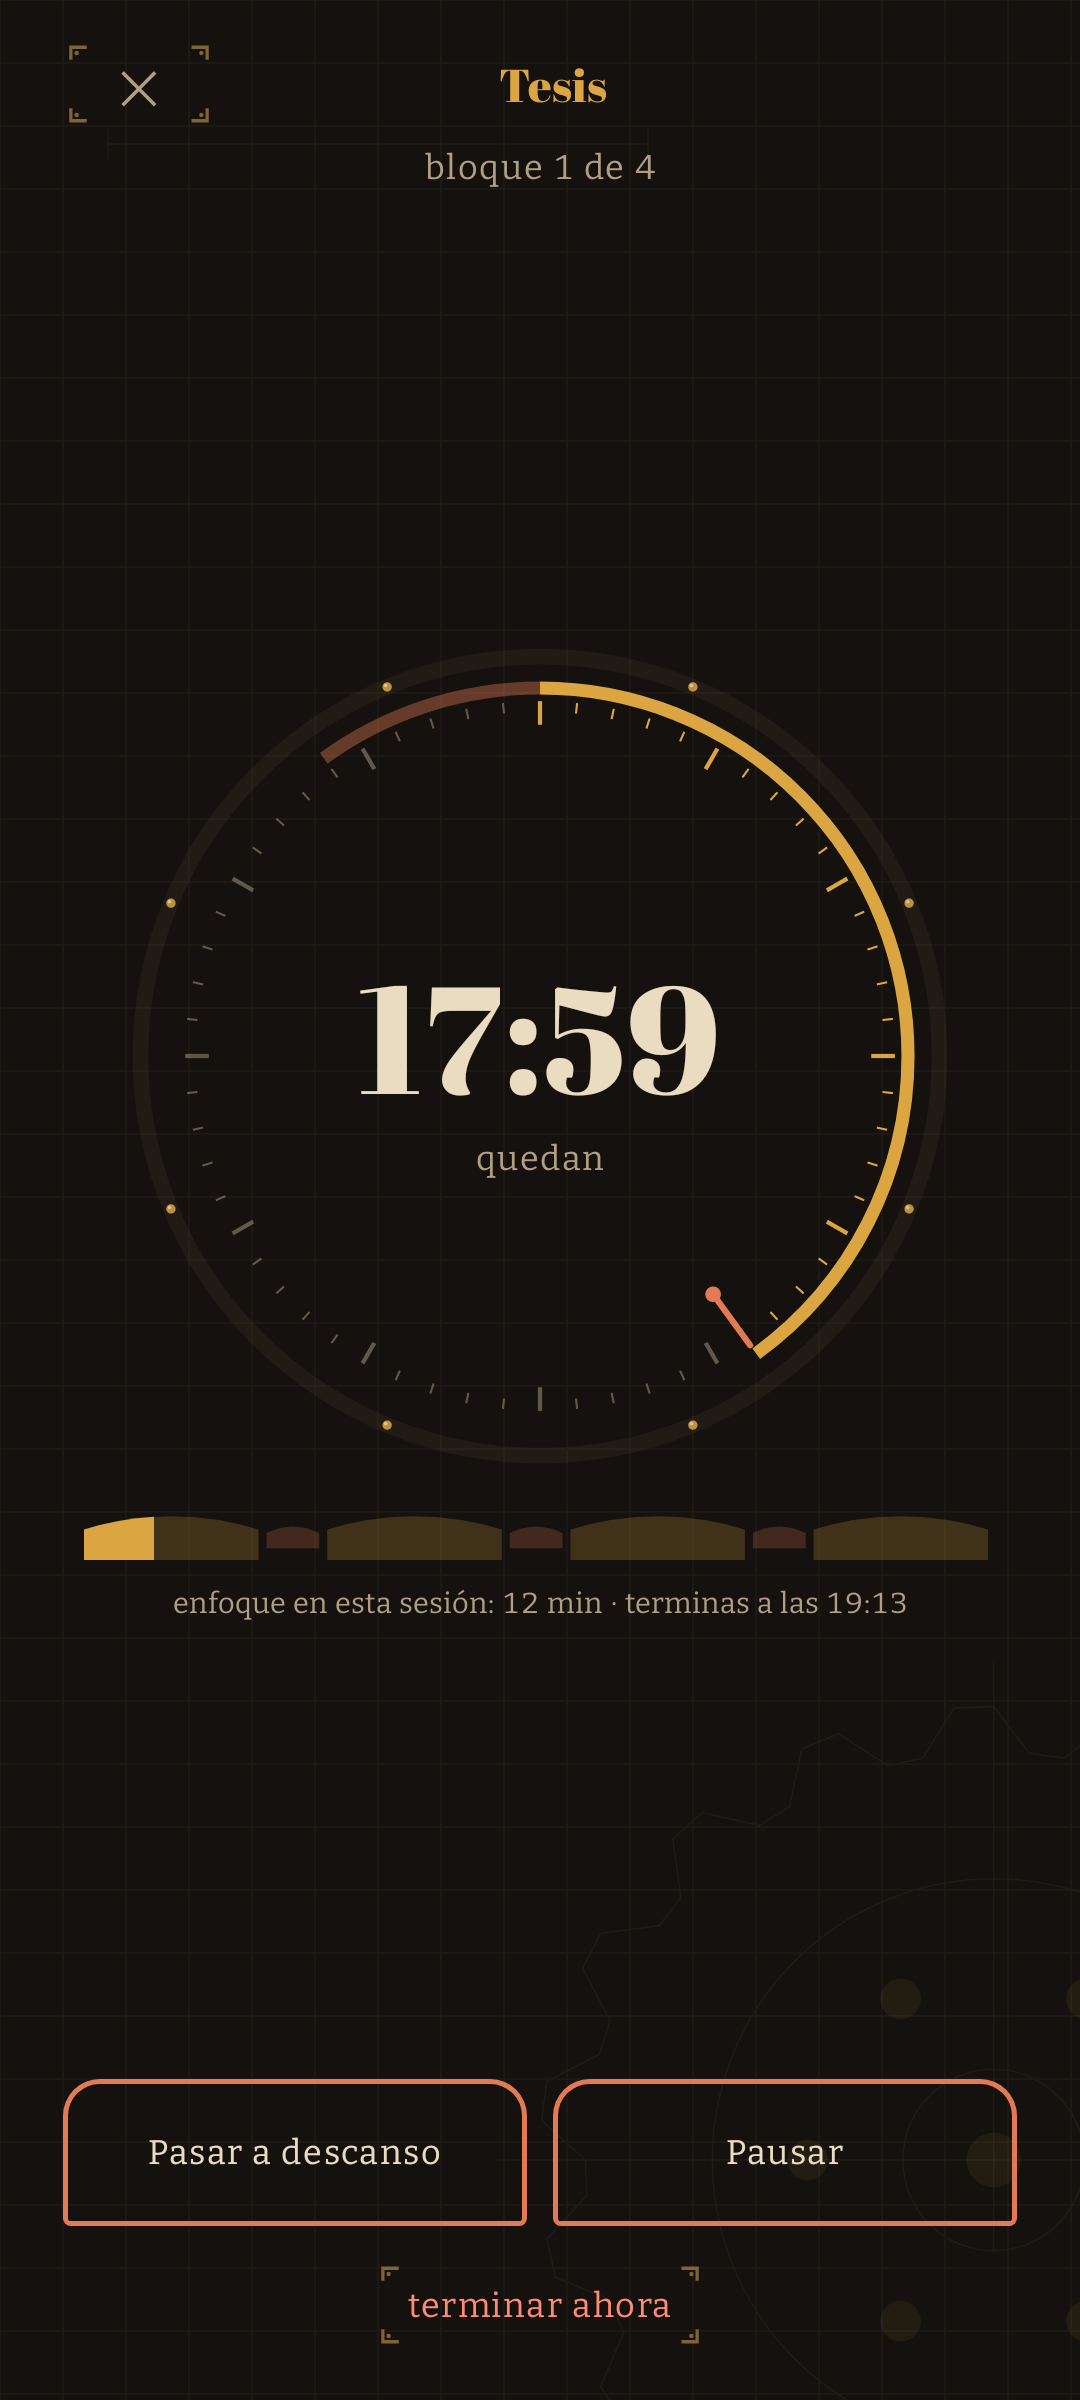 Tesis
bloque 1 de 4
17:59
quedan
enfoque en esta sesión: 12 min · terminas a las 19:13
Pasar a descanso
Pausar
terminar ahora